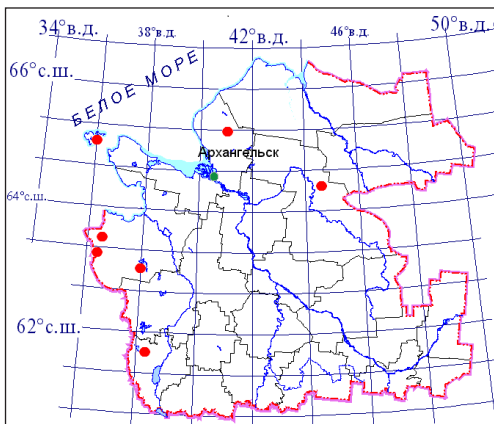 34°в.д.
38°в.д.
42°в.д.
46°в.д.
50°в.д.
66°с.ш.
БЕЛОЕ МОРЕ
Архангельск
64°с.ш.
62°с.ш.